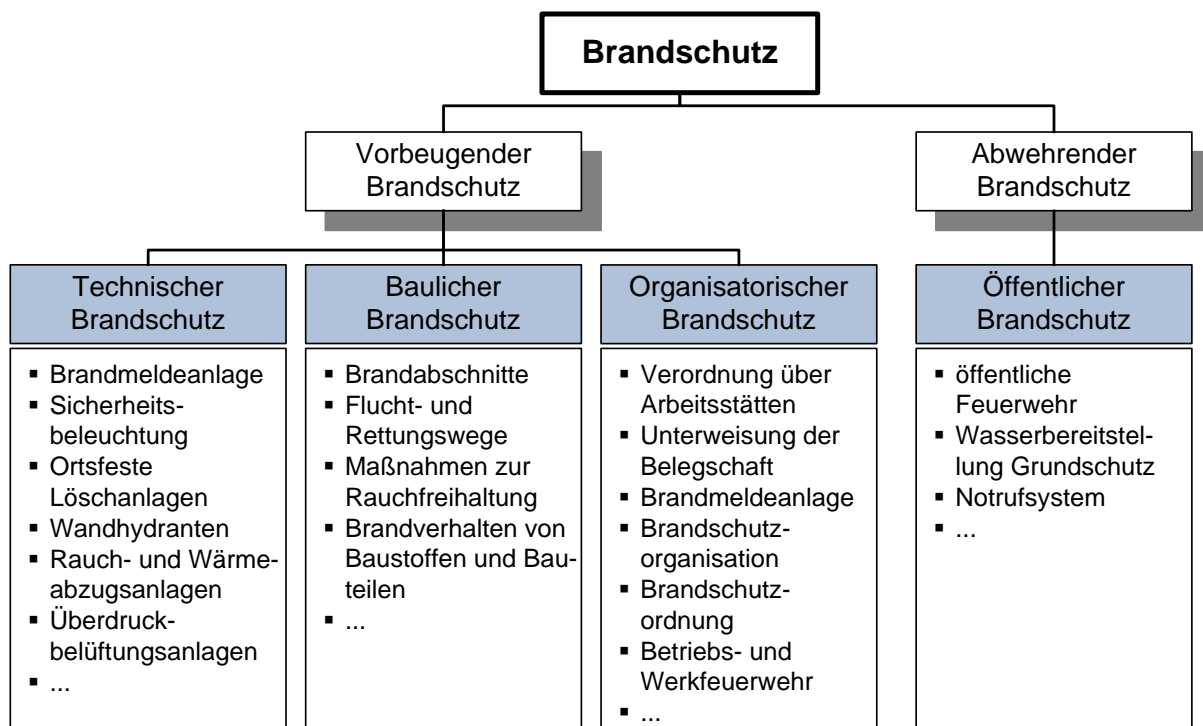 Brandschutz
Vorbeugender
Brandschutz
Abwehrender
Brandschutz
Technischer
Brandschutz
▪ Brandmeldeanlage
▪ Sicherheits-
beleuchtung
▪ Ortsfeste
Löschanlagen
▪ Wandhydranten
▪ Rauch- und Wärme-
abzugsanlagen
▪ Überdruck-
belüftungsanlagen
▪ ...
Baulicher
Brandschutz
▪ Brandabschnitte
▪ Flucht- und
Rettungswege
▪ Maßnahmen zur
Rauchfreihaltung
▪ Brandverhalten von
Baustoffen und Bau-
teilen
▪ ...
Organisatorischer
Brandschutz
▪ Verordnung über
Arbeitsstätten
▪ Unterweisung der
Belegschaft
▪ Brandmeldeanlage
▪ Brandschutz-
organisation
▪ Brandschutz-
ordnung
▪ Betriebs- und
Werkfeuerwehr
▪ ...
Öffentlicher
Brandschutz
▪ öffentliche
Feuerwehr
▪ Wasserbereitstel-
lung Grundschutz
▪ Notrufsystem
▪ ...